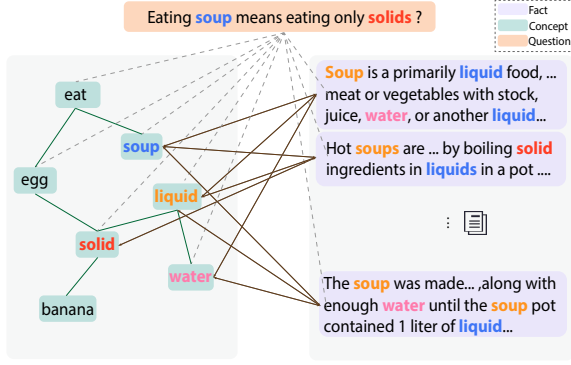 Eating soup means eating only solids ?
Fact
Concept
Question
eat
soup
egg
liquid
solid
water
banana
Soup is a primarily liquid food, ...
meat or vegetables with stock,
juice, water, or another liquid...
Hot soups are ... by boiling solid
ingredients in liquids in a pot ....
The soup was made... ,along with
enough water until the soup pot
contained 1 liter of liquid...